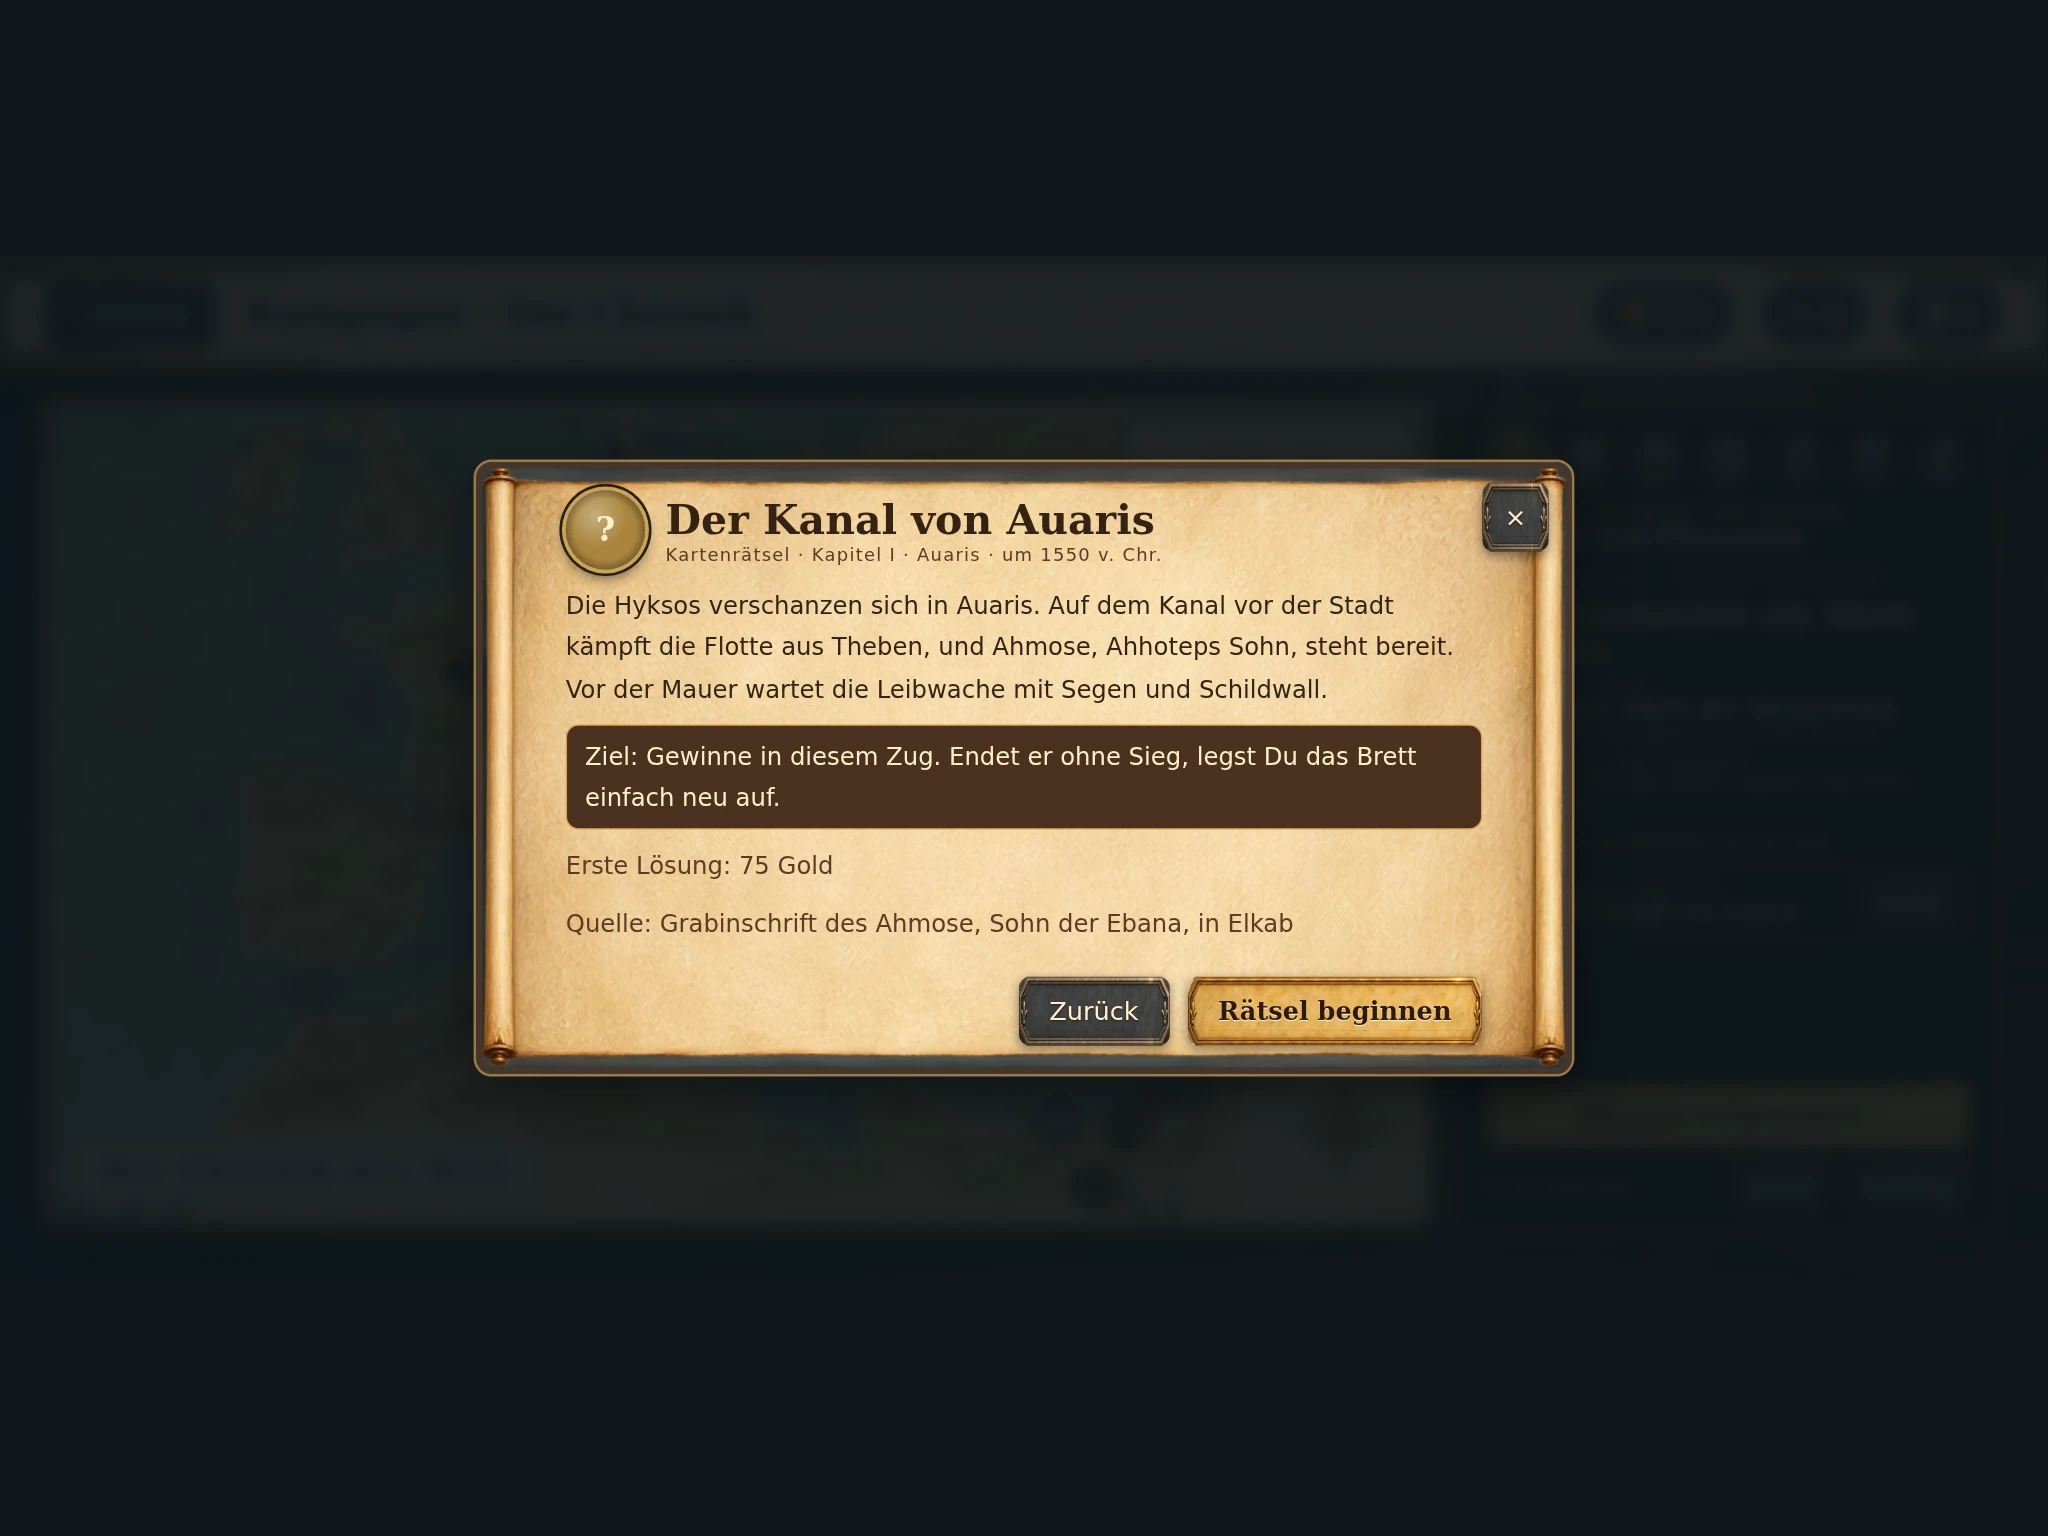 ?
Der Kanal von Auaris
×
Kartenrätsel · Kapitel I · Auaris · um 1550 v. Chr.
Die Hyksos verschanzen sich in Auaris. Auf dem Kanal vor der Stadt
kämpft die Flotte aus Theben, und Ahmose, Ahhoteps Sohn, steht bereit.
Vor der Mauer wartet die Leibwache mit Segen und Schildwall.
Ziel: Gewinne in diesem Zug. Endet er ohne Sieg, legst Du das Brett
einfach neu auf.
Erste Lösung: 75 Gold
Quelle: Grabinschrift des Ahmose, Sohn der Ebana, in Elkab
Zurück
Rätsel beginnen